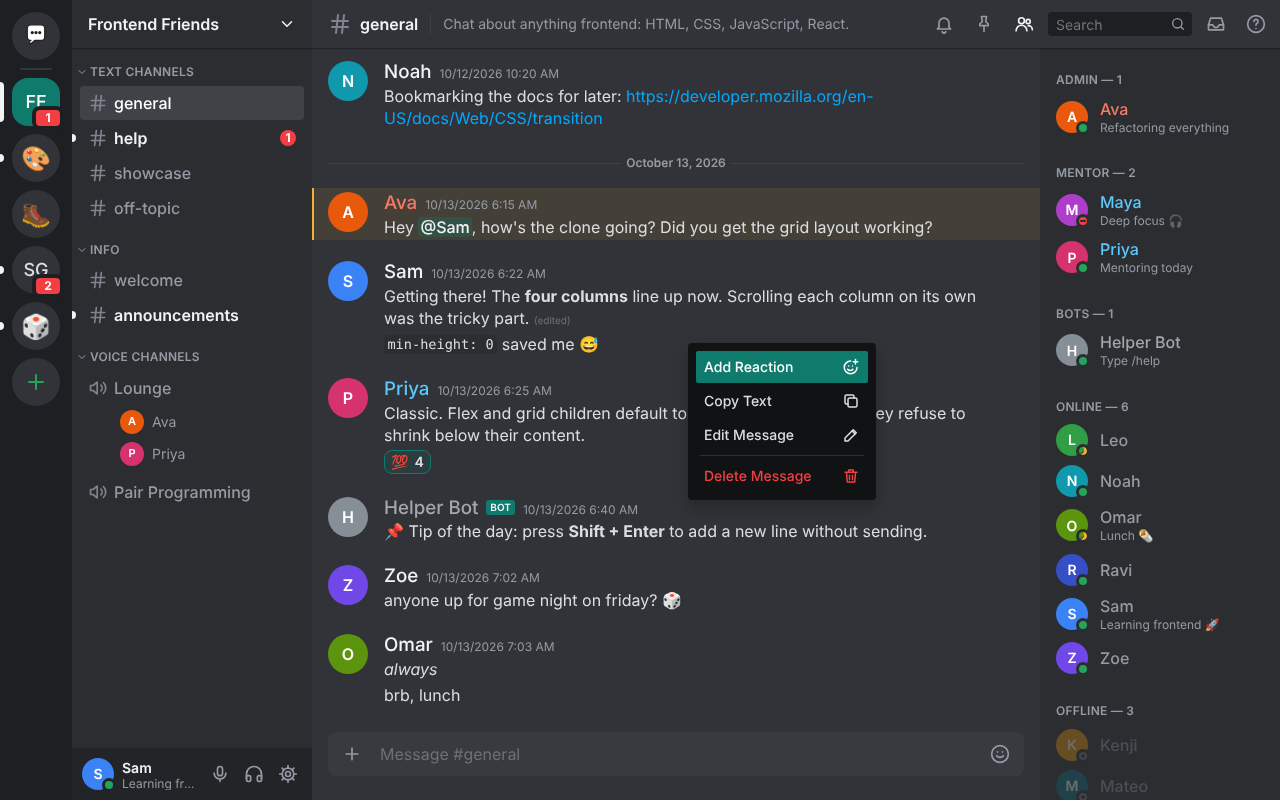 FF
1
SG
2
Frontend Friends
TEXT CHANNELS
general
help
1
showcase
off-topic
INFO
welcome
announcements
VOICE CHANNELS
Lounge
A
Ava
P
Priya
Pair Programming
S
Sam
Learning fr...
general
Chat about anything frontend: HTML, CSS, JavaScript, React.
Search
N
Noah 10/12/2026 10:20 AM
Bookmarking the docs for later: https://developer.mozilla.org/en-
US/docs/Web/CSS/transition
October 13, 2026
A
Ava 10/13/2026 6:15 AM
Hey @Sam, how's the clone going? Did you get the grid layout working?
S
Sam 10/13/2026 6:22 AM
Getting there! The four columns line up now. Scrolling each column on its own
was the tricky part. (edited)
min-height: 0 saved me 😅
P
Priya 10/13/2026 6:25 AM
Classic. Flex and grid children default to
ey refuse to
shrink below their content.
💯 4
H
Helper Bot BOT 10/13/2026 6:40 AM
📌 Tip of the day: press Shift + Enter to add a new line without sending.
Z
Zoe 10/13/2026 7:02 AM
anyone up for game night on friday? 🎲
O
Omar 10/13/2026 7:03 AM
always
brb, lunch
Message #general
Add Reaction
Copy Text
Edit Message
Delete Message
ADMIN — 1
A
Ava
Refactoring everything
MENTOR — 2
M
Maya
Deep focus 🎧
P
Priya
Mentoring today
BOTS — 1
H
Helper Bot
Type /help
ONLINE — 6
L
Leo
N
Noah
O
Omar
Lunch 🌯
R
Ravi
S
Sam
Learning frontend 🚀
Z
Zoe
OFFLINE — 3
K
Kenji
M
Mateo